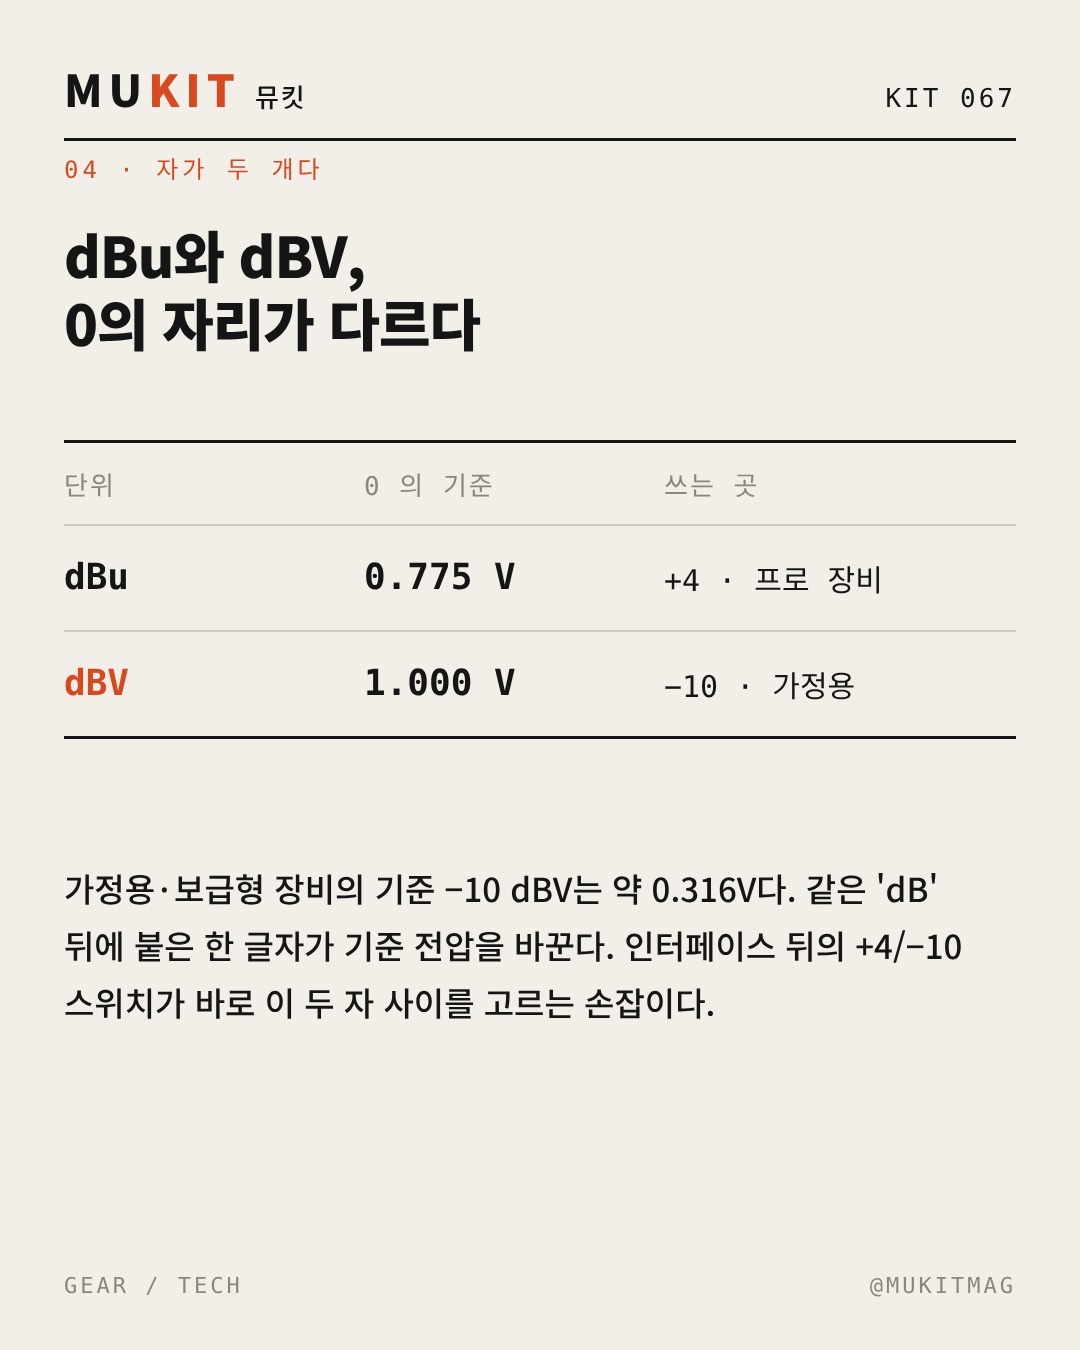 MUKIT 뮤킷
KIT 067
04 · 자가 두 개다
dBu와 dBV,
0의 자리가 다르다
단위 0 의 기준 쓰는 곳
dBu 0.775 V +4 · 프로 장비
dBV 1.000 V −10 · 가정용
가정용·보급형 장비의 기준 −10 dBV는 약 0.316V다. 같은 'dB'
뒤에 붙은 한 글자가 기준 전압을 바꾼다. 인터페이스 뒤의 +4/−10
스위치가 바로 이 두 자 사이를 고르는 손잡이다.
GEAR / TECH
@MUKITMAG